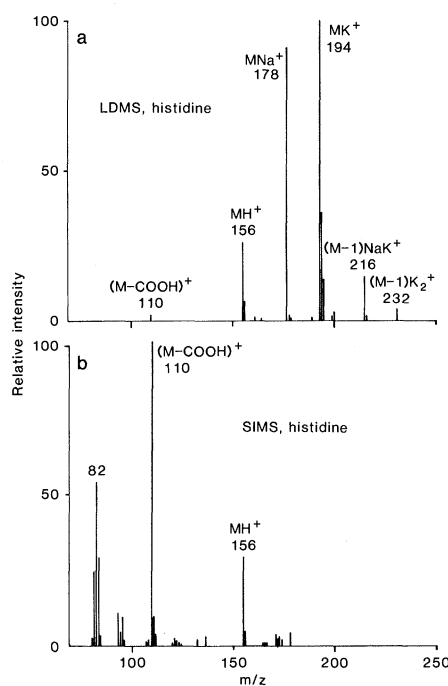 100
a
LDMS, histidine
MK+
194
MNa+
178
50
MH+
156
(M-COOH)+
110
(M-1)NaK+
216
(M-1)K2+
232
0
Relative intensity
100
b
(M-COOH)+
110
SIMS, histidine
82
50
MH+
156
0
100
150
200
250
m/z